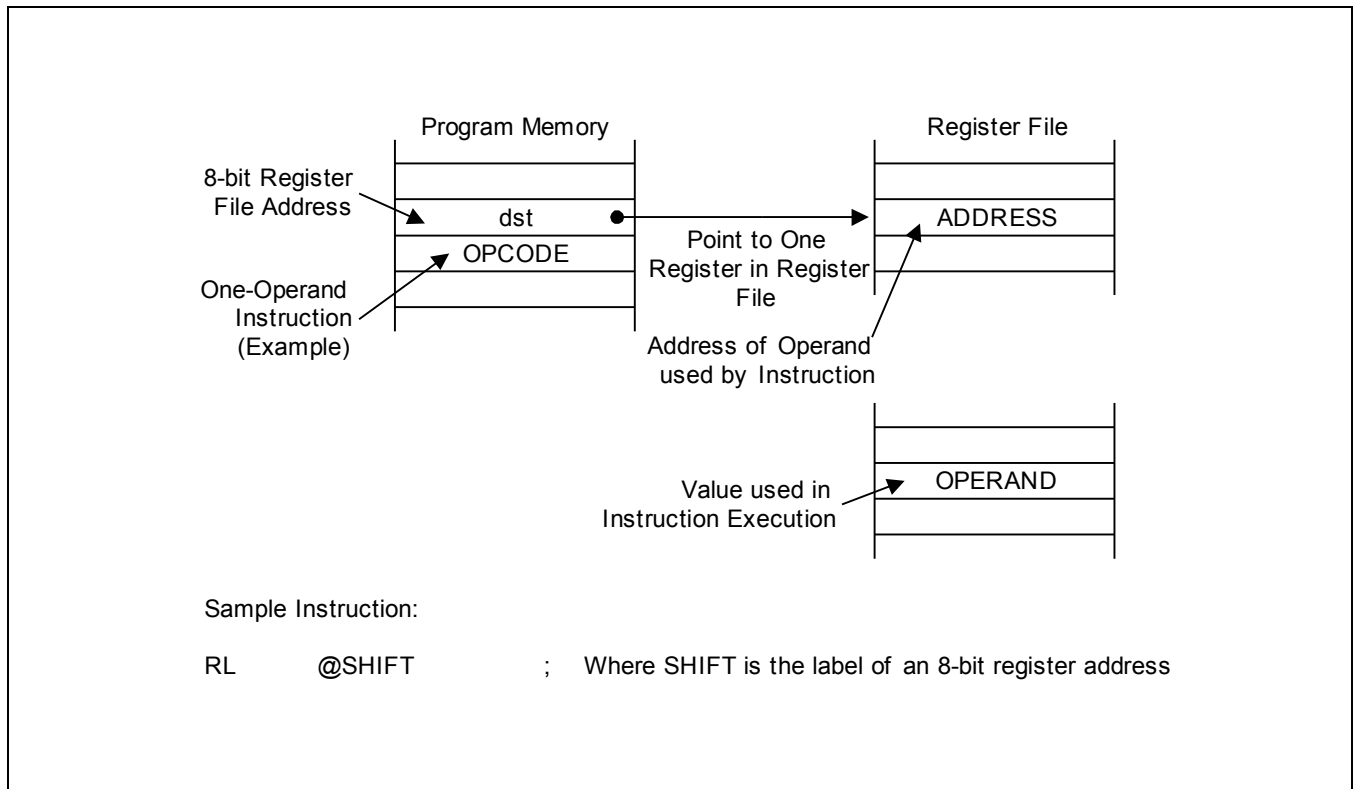 Program Memory
Register File
8-bit Register
File Address
dst
ADDRESS
OPCODE
Point to One
Register in Register
File
One-Operand
Instruction
(Example)
Address of Operand
used by Instruction
OPERAND
Value used in
Instruction Execution
Sample Instruction:
RL @SHIFT ; Where SHIFT is the label of an 8-bit register address